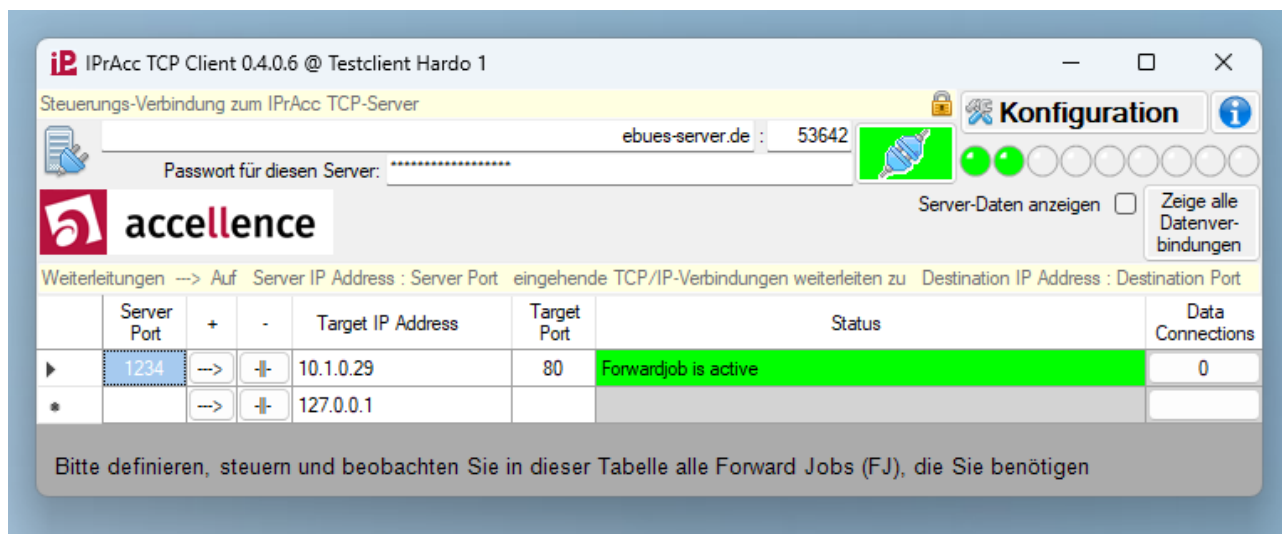 iP IPrAcc TCP Client 0.4.0.6 @ Testclient Hardo 1
Steuerungs-Verbindung zum IPrAcc TCP-Server
Konfiguration
ebues-server.de : 53642
Passwort für diesen Server: ******************
accellence
Server-Daten anzeigen
Zeige alle
Datenver-
bindungen
Weiterleitungen ---> Auf Server IP Address : Server Port eingehende TCP/IP-Verbindungen weiterleiten zu Destination IP Address : Destination Port
Server Port + - Target IP Address Target Port Status Data Connections
1234 ---> -||- 10.1.0.29 80 Forwardjob is active 0
---> -||- 127.0.0.1
Bitte definieren, steuern und beobachten Sie in dieser Tabelle alle Forward Jobs (FJ), die Sie benötigen